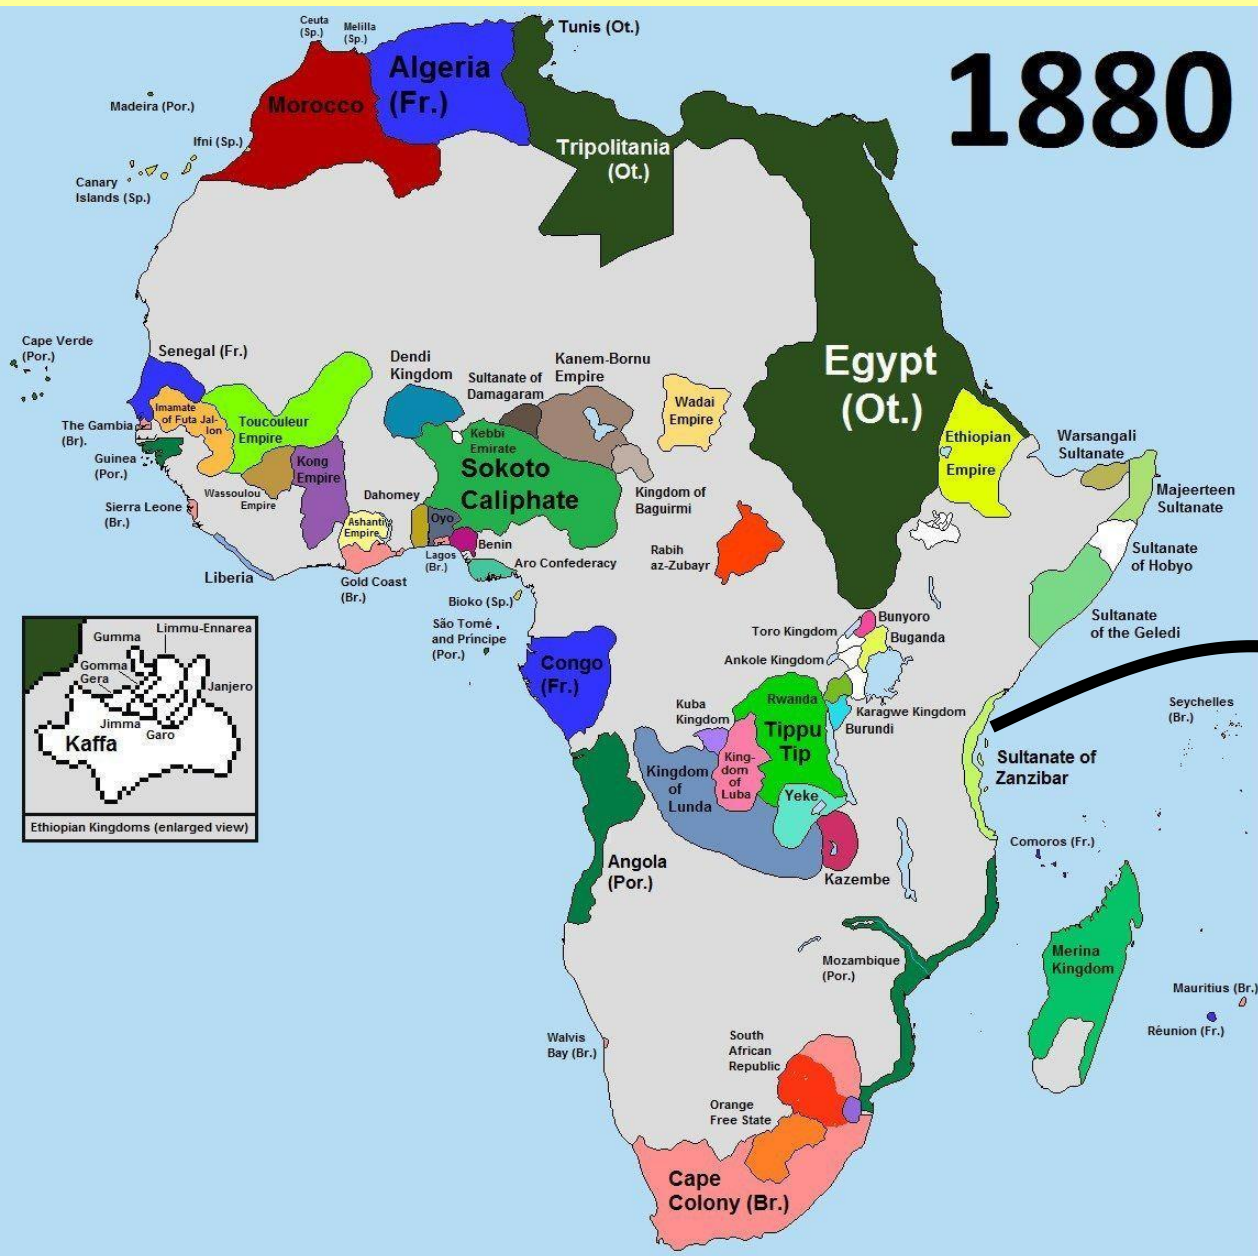 1880
Ceuta
(Sp.)
Melilla
(Sp.)
Tunis (Ot.)
Algeria
(Fr.)
Morocco
Madeira (Por.)
Ifni (Sp.)
Canary
Islands (Sp.)
Tripolitania
(Ot.)
Egypt
(Ot.)
Cape Verde
(Por.)
Senegal (Fr.)
Imamate
of Futa Jal-
lon
Toucouleur
Empire
The Gambia
(Br).
Guinea
(Por.)
Sierra Leone
(Br.)
Wassoulou
Empire
Kong
Empire
Liberia
Ashanti
Empire
Gold Coast
(Br.)
Dahomey
Oyo
Lagos
(Br.)
Benin
Aro Confederacy
Dendi
Kingdom
Sultanate of
Damagaram
Kanem-Bornu
Empire
Kebbi
Emirate
Sokoto
Caliphate
Wadai
Empire
Kingdom of
Baguirmi
Rabih
az-Zubayr
Ethiopian
Empire
Warsangali
Sultanate
Majeerteen
Sultanate
Sultanate
of Hobyo
Sultanate
of the Geledi
Bioko (Sp.)
São Tomé
and Príncipe
(Por.)
Congo
(Fr.)
Toro Kingdom
Bunyoro
Buganda
Ankole Kingdom
Rwanda
Karagwe Kingdom
Burundi
Kuba
Kingdom
Tippu
Tip
King-
dom
of
Luba
Kingdom
of
Lunda
Yeke
Kazembe
Sultanate of
Zanzibar
Seychelles
(Br.)
Comoros (Fr.)
Angola
(Por.)
Mozambique
(Por.)
Merina
Kingdom
Mauritius (Br.)
Réunion (Fr.)
Walvis
Bay (Br.)
South
African
Republic
Orange
Free State
Cape
Colony (Br.)
Limmu-Ennarea
Gumma
Gomma
Gera
Janjero
Jimma
Garo
Kaffa
Ethiopian Kingdoms (enlarged view)